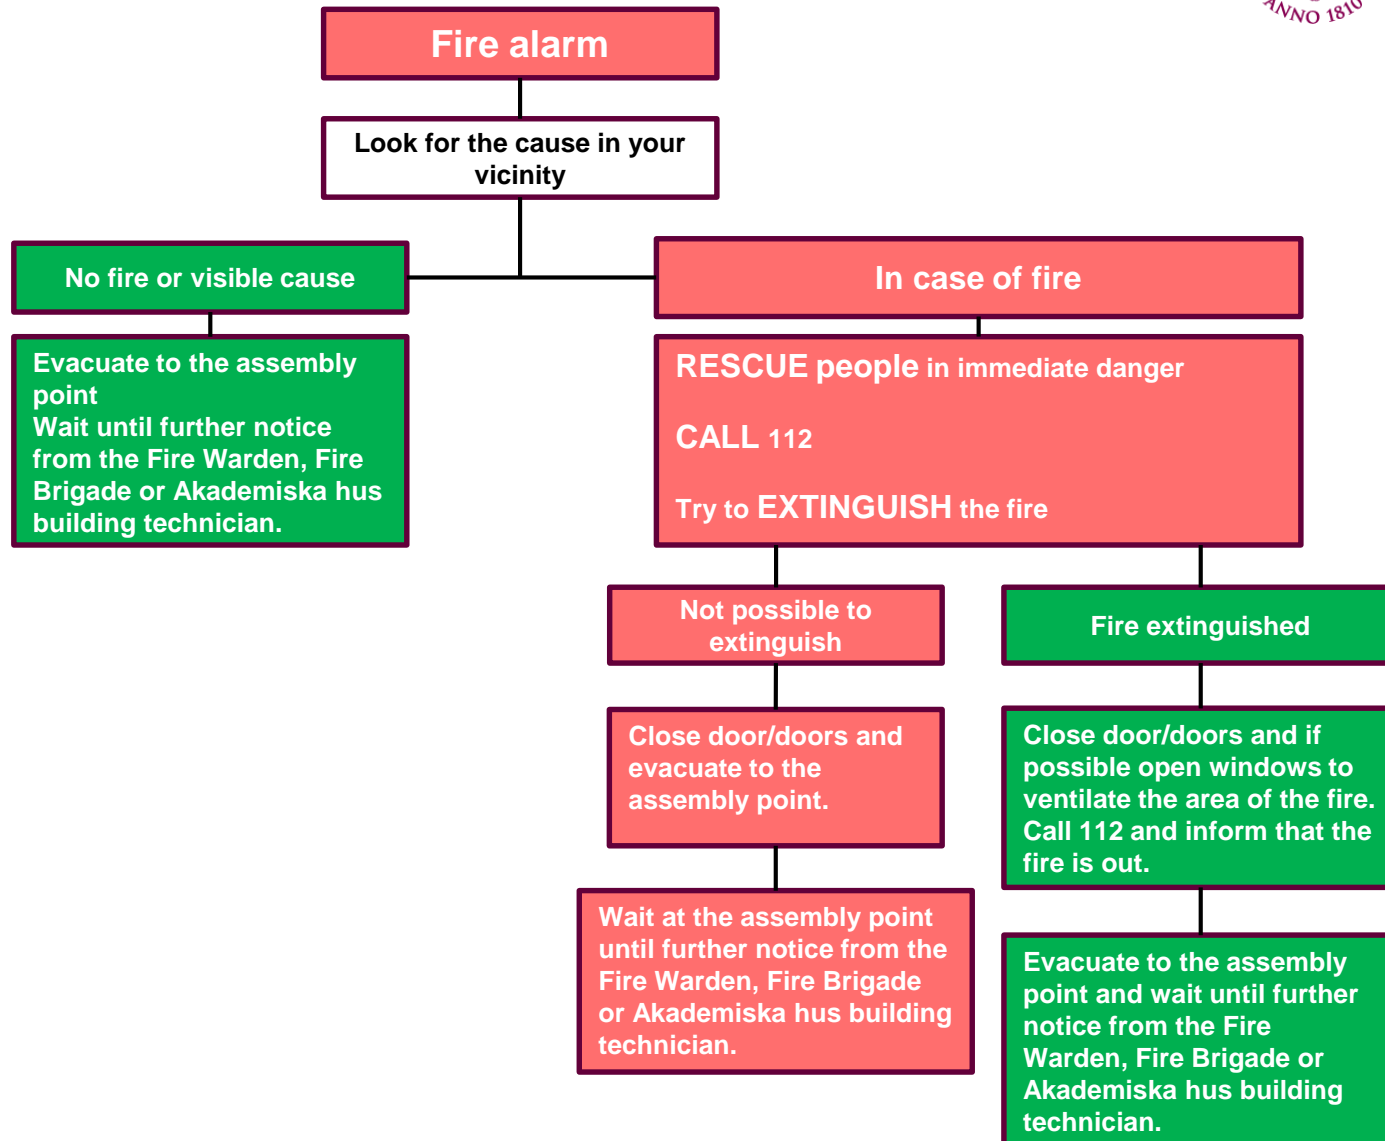 ANNO 1810
Fire alarm
Look for the cause in your
vicinity
No fire or visible cause
In case of fire
Evacuate to the assembly
point
Wait until further notice
from the Fire Warden, Fire
Brigade or Akademiska hus
building technician.
RESCUE people in immediate danger
CALL 112
Try to EXTINGUISH the fire
Not possible to
extinguish
Close door/doors and
evacuate to the
assembly point.
Wait at the assembly point
until further notice from the
Fire Warden, Fire Brigade
or Akademiska hus building
technician.
Fire extinguished
Close door/doors and if
possible open windows to
ventilate the area of the fire.
Call 112 and inform that the
fire is out.
Evacuate to the assembly
point and wait until further
notice from the Fire
Warden, Fire Brigade or
Akademiska hus building
technician.